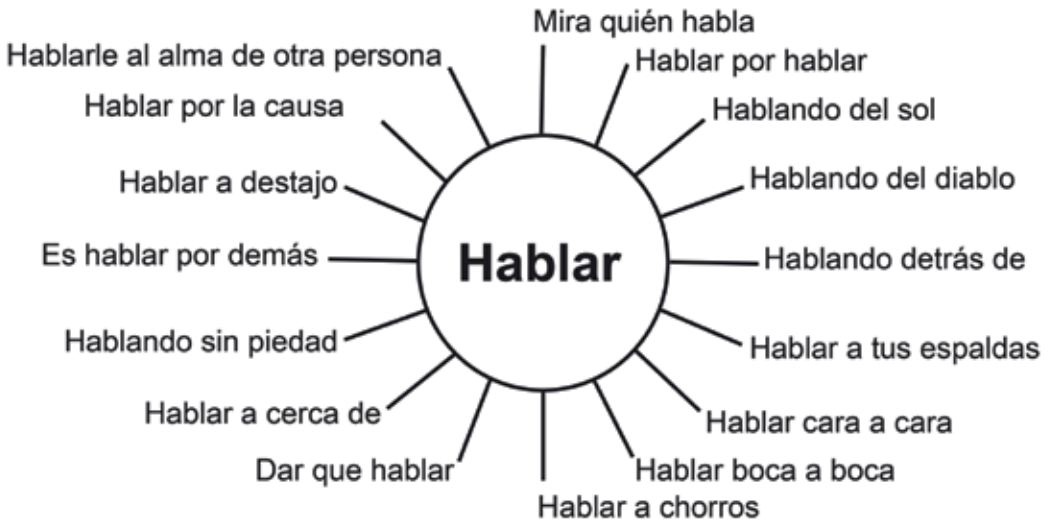 Mira quién habla
Hablar por hablar
Hablando del sol
Hablando del diablo
Hablando detrás de
Hablar a tus espaldas
Hablar cara a cara
Hablar boca a boca
Hablar a chorros
Dar que hablar
Hablar a cerca de
Hablando sin piedad
Es hablar por demás
Hablar a destajo
Hablar por la causa
Hablarle al alma de otra persona
Hablar